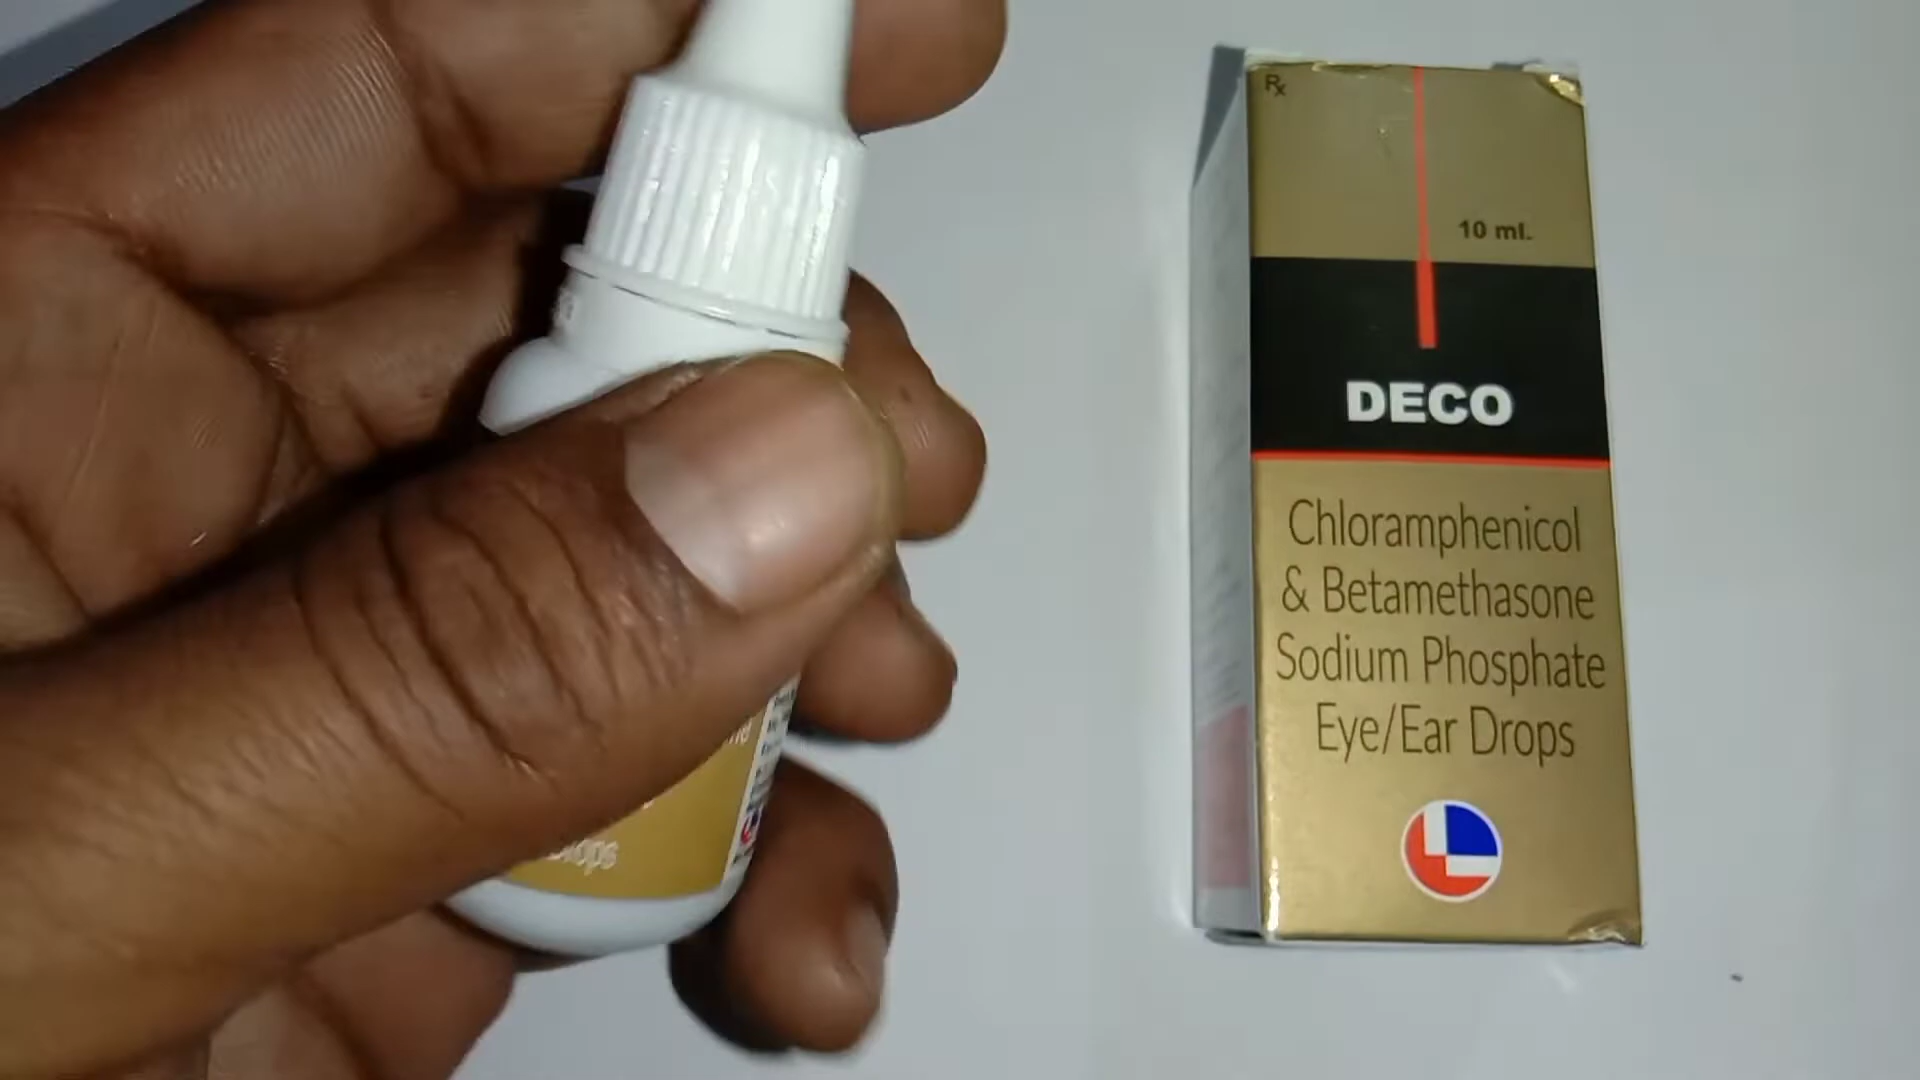 Rx
10 ml.
DECO
Chloramphenicol
& Betamethasone
Sodium Phosphate
Eye/Ear Drops